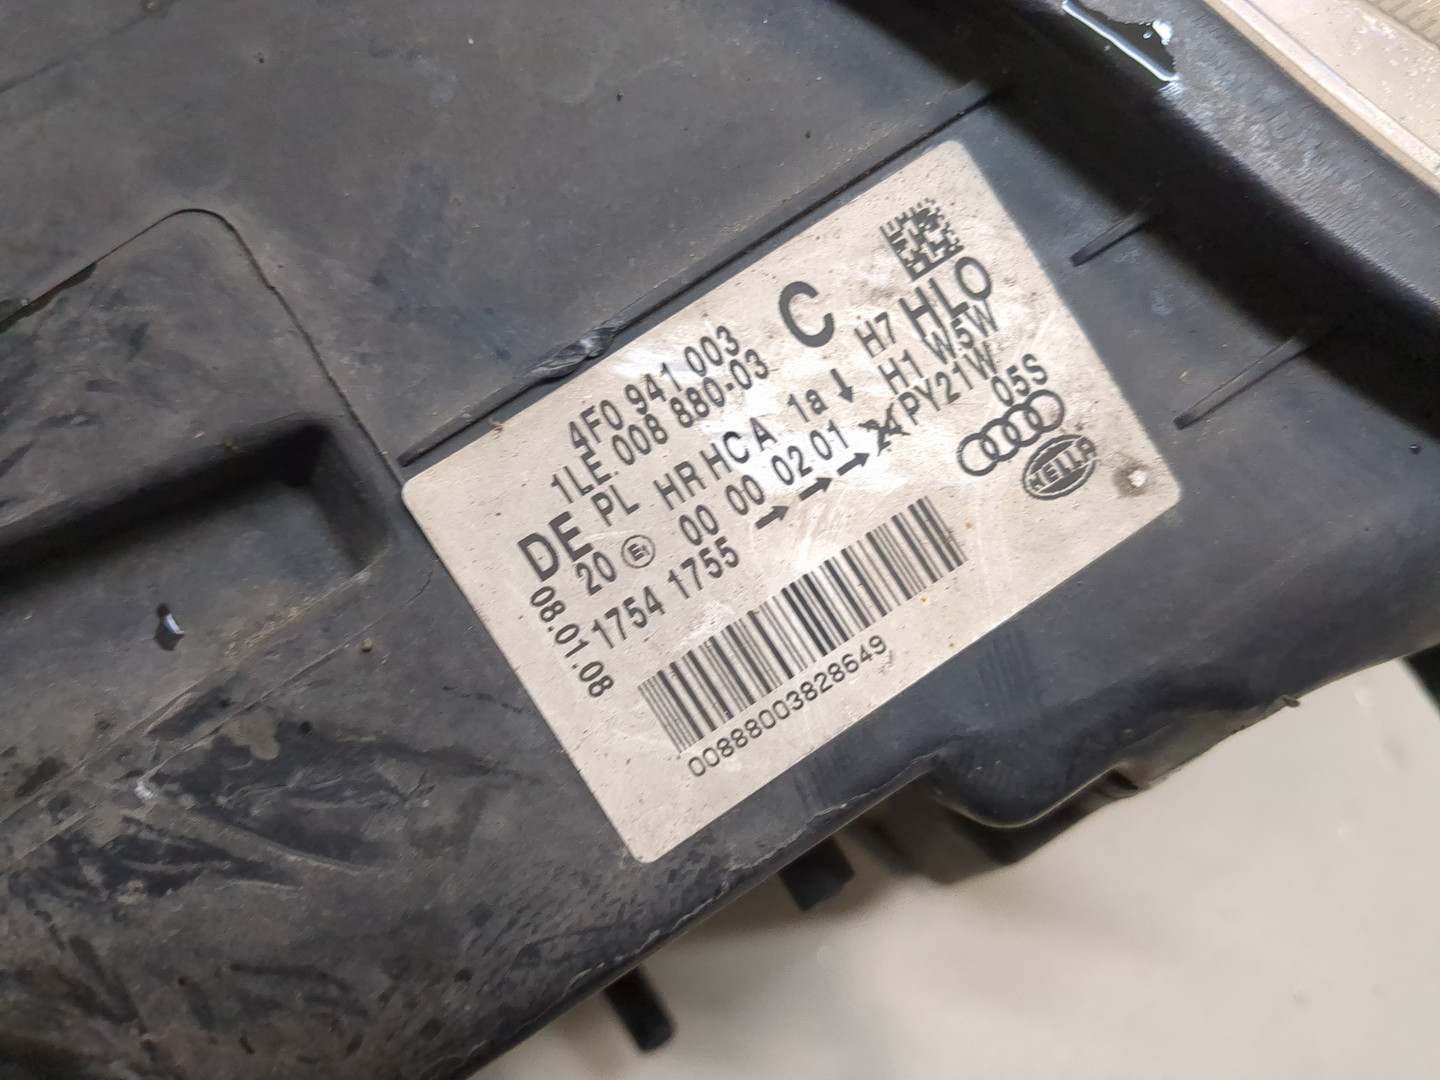 4F0 941 003 C
1LE.008 880-03
DE PL HR HC A 1a H7 HLO
20 E1 00 00 02 01 H1 W5W
PY21W
1754 1755 05S
08.01.08
HELLA
00888003828649